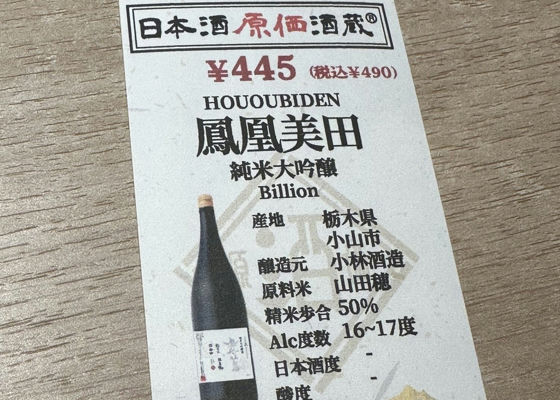 日本酒原価酒蔵®
¥445 (税込¥490)
HOUOUBIDEN
鳳凰美田
純米大吟醸
Billion
産地 栃木県
小山市
醸造元 小林酒造
原料米 山田穂
精米歩合 50%
Alc度数 16~17度
日本酒度 -
酸度 -